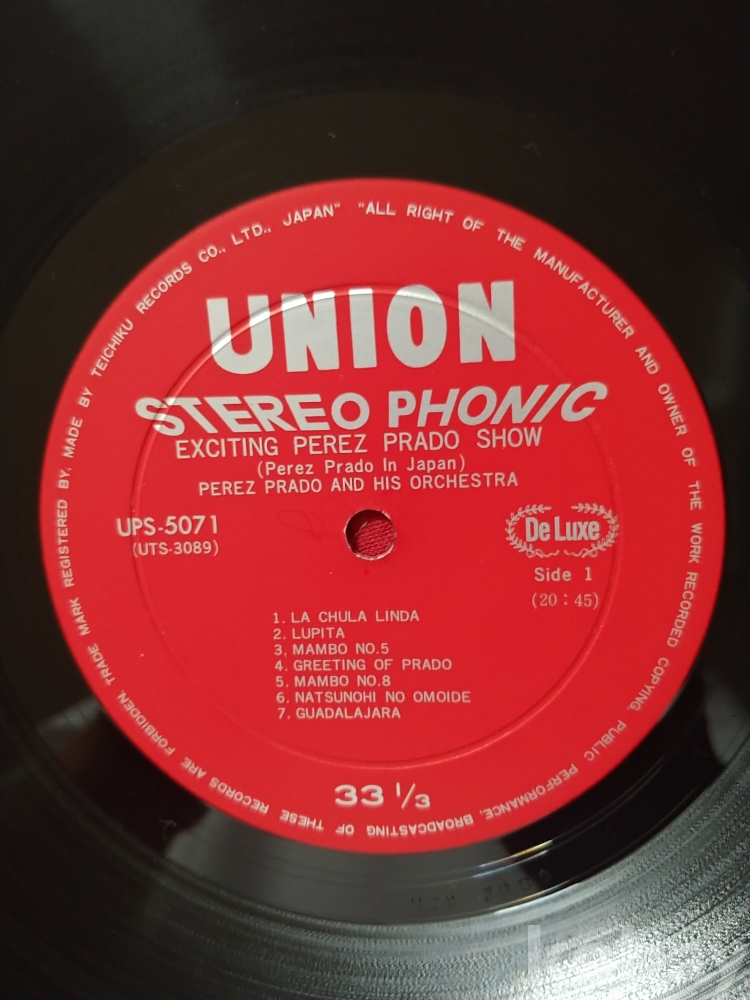 UNION
STEREO PHONIC
EXCITING PEREZ PRADO SHOW
(Perez Prado In Japan)
PEREZ PRADO AND HIS ORCHESTRA
UPS-5071
(UTS-3089)
De Luxe
Side 1
(20:45)
1. LA CHULA LINDA
2. LUPITA
3. MAMBO NO.5
4. GREETING OF PRADO
5. MAMBO NO.8
6. NATSUNOHI NO OMOIDE
7. GUADALAJARA
33 1/3
TRADE MARK REGISTERED BY. MADE BY TEICHIKU RECORDS CO., LTD., JAPAN" "ALL RIGHT OF THE MANUFACTURER AND OWNER OF THE WORK RECORDED COPYING, PUBLIC PERFORMANCE, BROADCASTING OF THESE RECORDS ARE FORBIDDEN.